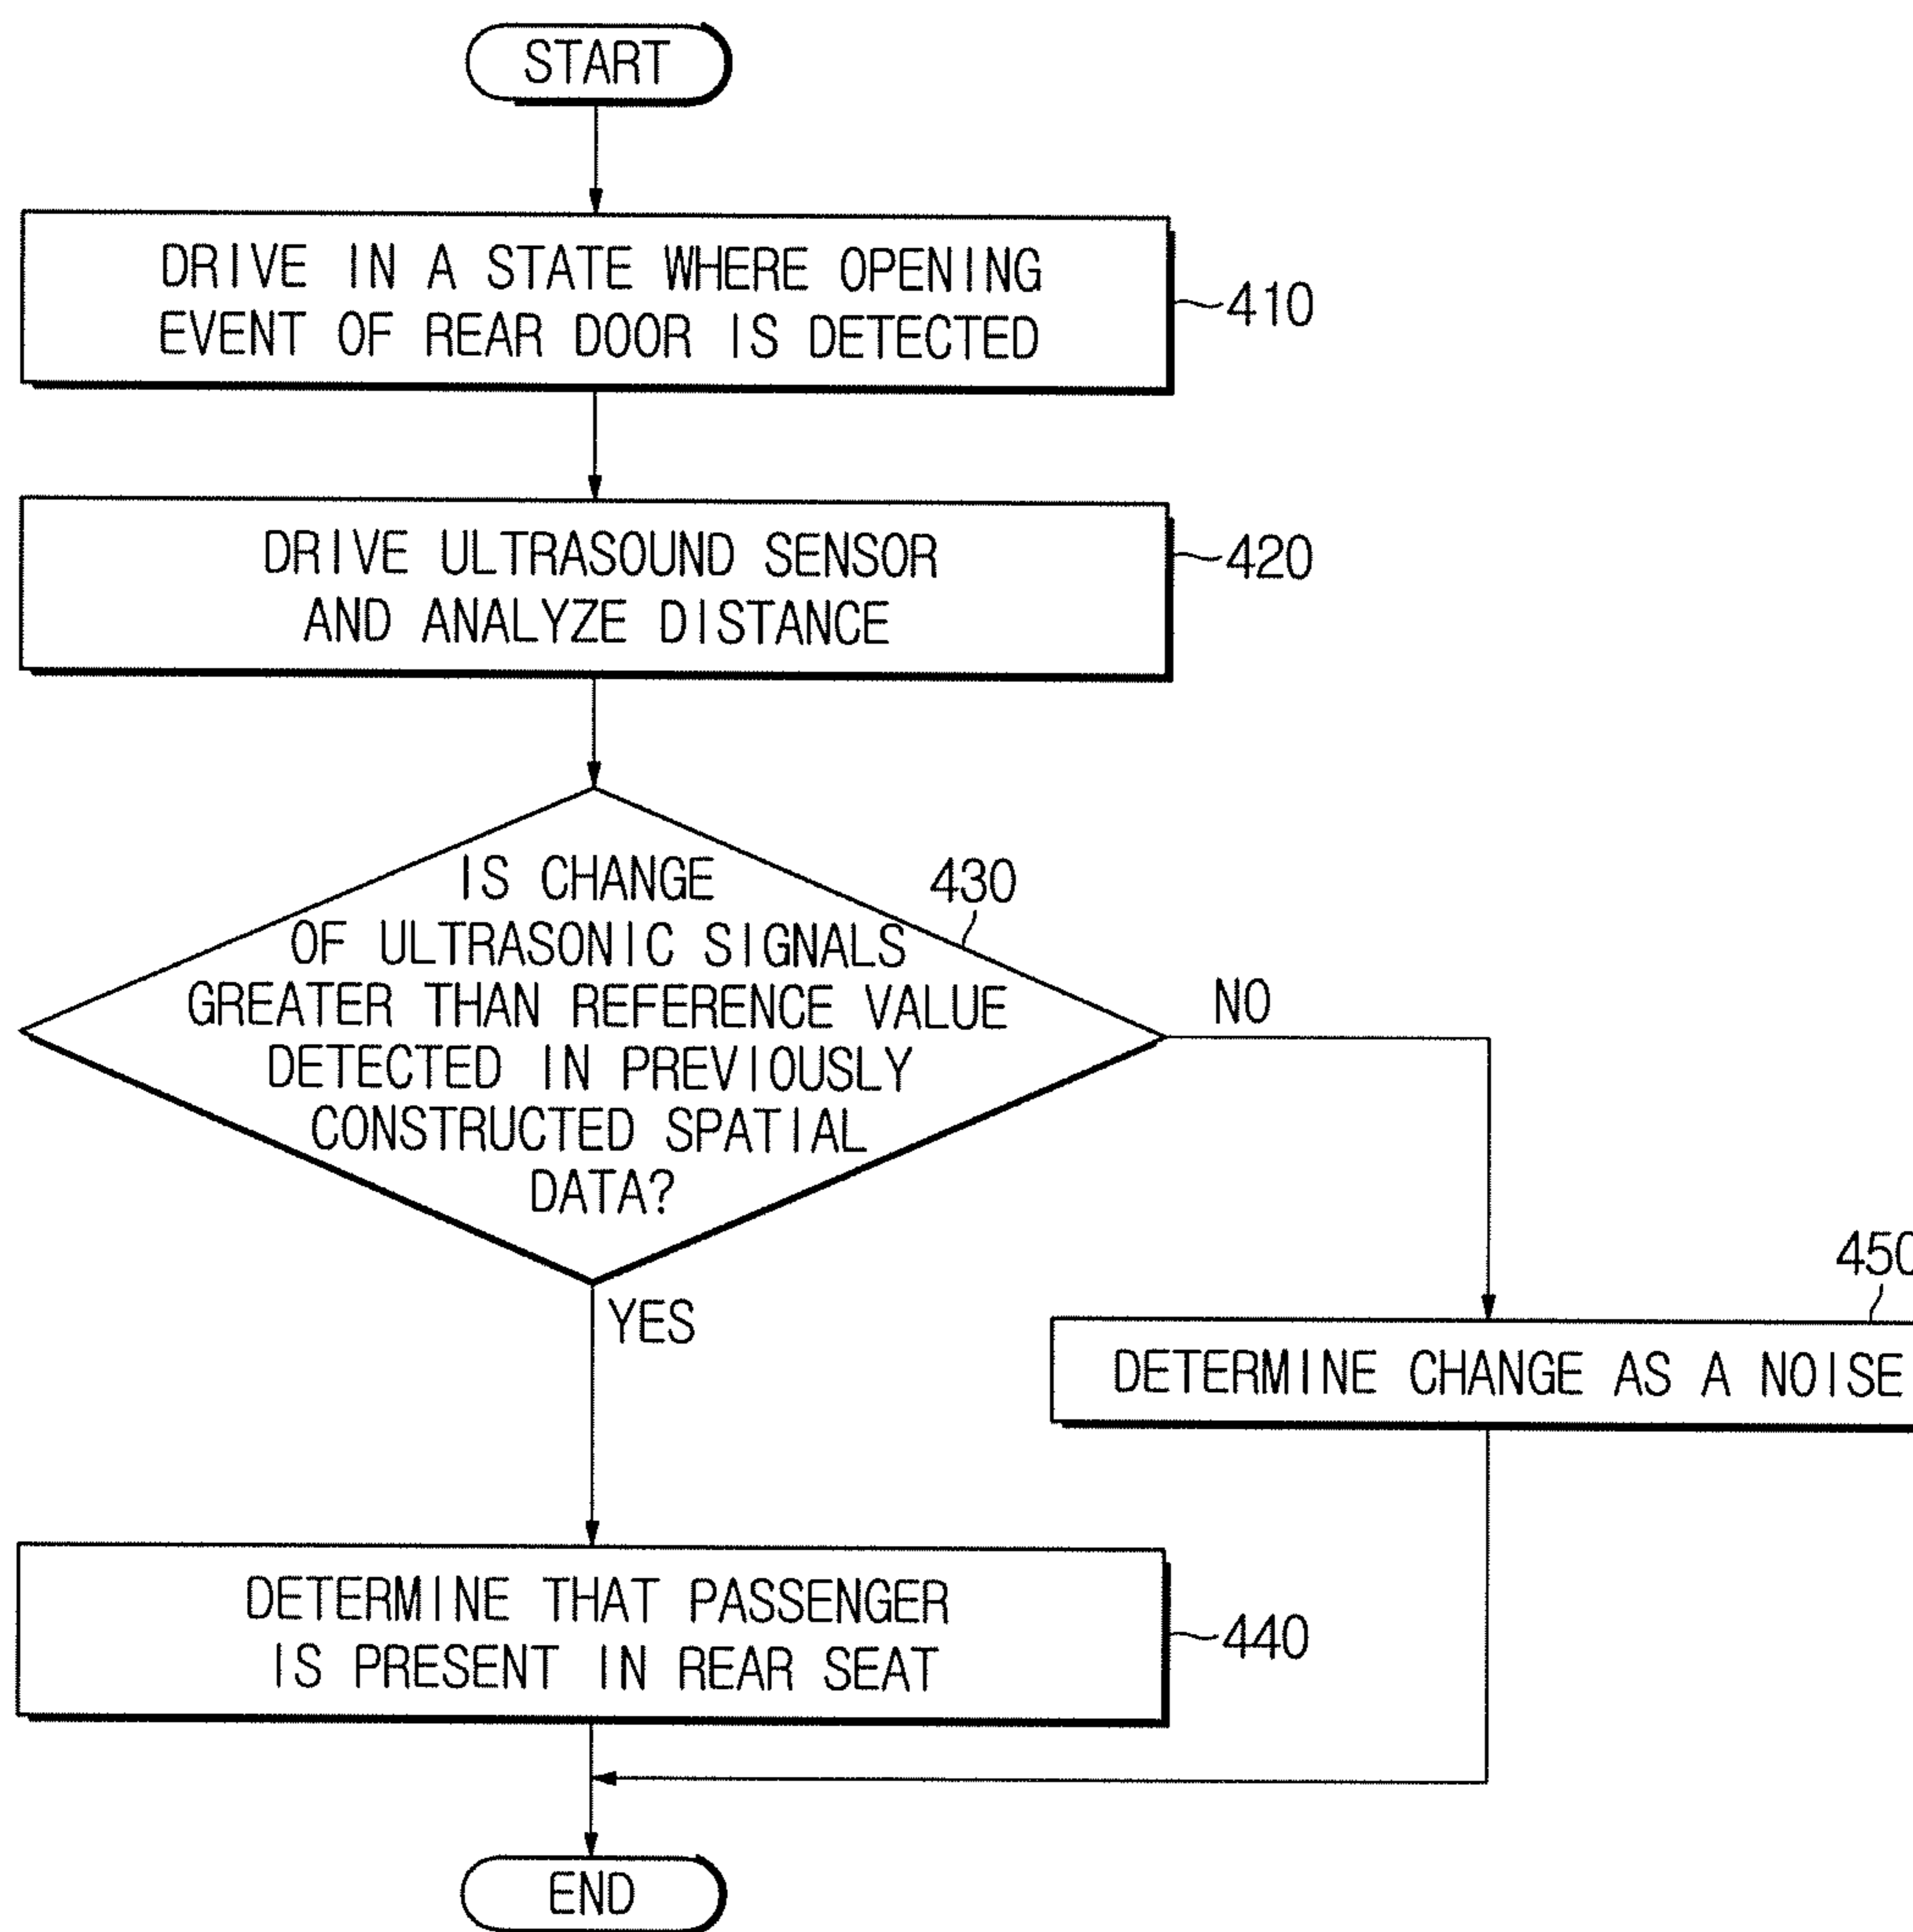 START
DRIVE IN A STATE WHERE OPENING
EVENT OF REAR DOOR IS DETECTED
410
DRIVE ULTRASOUND SENSOR
AND ANALYZE DISTANCE
420
IS CHANGE
OF ULTRASONIC SIGNALS
GREATER THAN REFERENCE VALUE
DETECTED IN PREVIOUSLY
CONSTRUCTED SPATIAL
DATA?
430
NO
YES
450
DETERMINE CHANGE AS A NOISE
DETERMINE THAT PASSENGER
IS PRESENT IN REAR SEAT
440
END